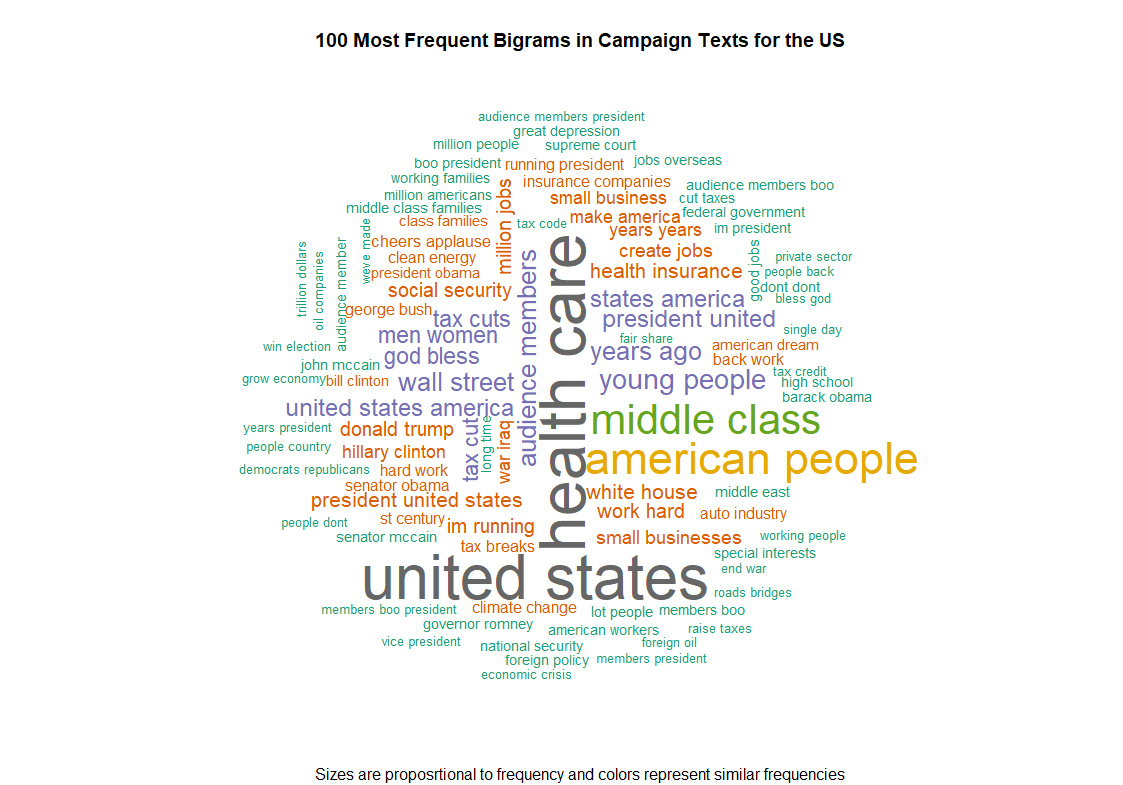 100 Most Frequent Bigrams in Campaign Texts for the US
audience members president
great depression
million people
supreme court
boo president
running president
jobs overseas
working families
insurance companies
audience members boo
million americans
million jobs
small business
cut taxes
middle class families
make america
federal government
class families
tax code
years years
im president
weve made
cheers applause
create jobs
good jobs
private sector
clean energy
president obama
health insurance
people back
trillion dollars
oil companies
audience member
social security
audience members
health care
states america
dont dont
bless god
george bush
tax cuts
president united
single day
men women
fair share
win election
god bless
years ago
american dream
back work
john mccain
grow economy
bill clinton
wall street
young people
tax credit
high school
barack obama
united states america
middle class
years president
donald trump
tax cut
long time
war iraq
people country
hillary clinton
american people
democrats republicans
hard work
senator obama
white house
middle east
president united states
work hard
auto industry
people dont
st century
im running
senator mccain
tax breaks
small businesses
working people
special interests
united states
end war
roads bridges
members boo president
climate change
lot people
members boo
governor romney
american workers
raise taxes
vice president
national security
foreign oil
foreign policy
members president
economic crisis
Sizes are proposrtional to frequency and colors represent similar frequencies